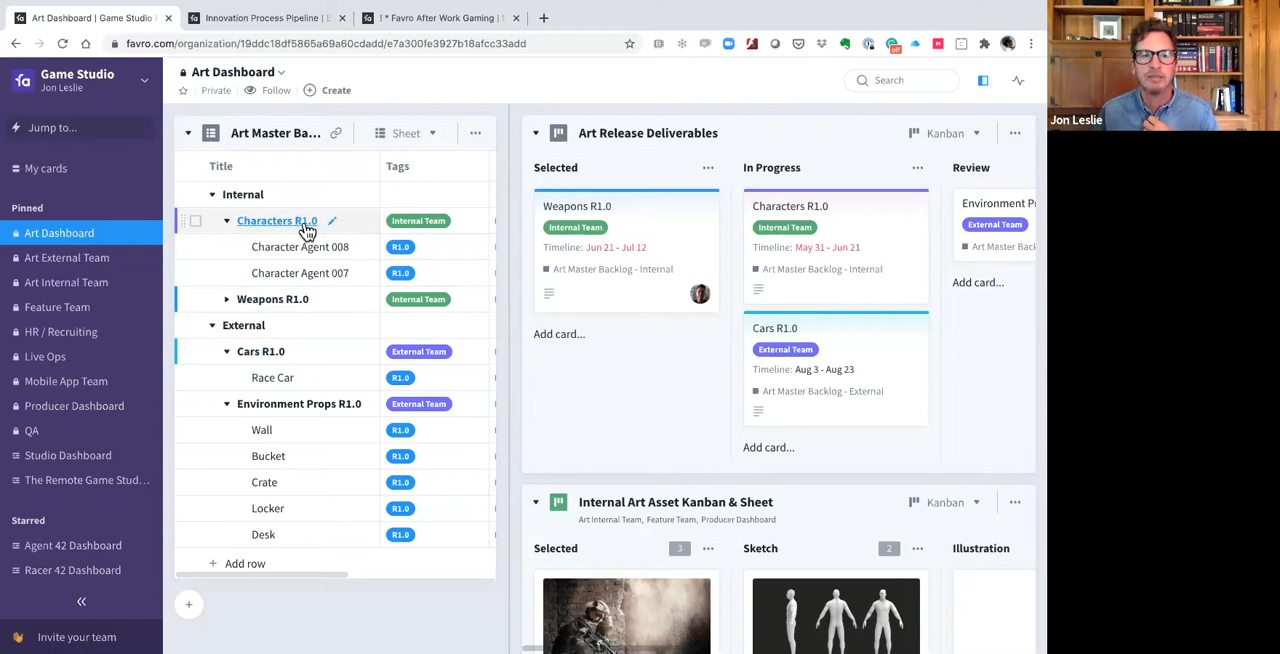 Art Dashboard | Game Studio
Innovation Process Pipeline | E
! * Favro After Work Gaming |
favro.com/organization/19ddc18df5865a69a60cdadd/e7a300fe3927b18afcc33add
off
Game Studio
Jon Leslie
Jump to...
My cards
Pinned
Art Dashboard
Art External Team
Art Internal Team
Feature Team
HR / Recruiting
Live Ops
Mobile App Team
Producer Dashboard
QA
Studio Dashboard
The Remote Game Stud...
Starred
Agent 42 Dashboard
Racer 42 Dashboard
Invite your team
Art Dashboard
Private
Follow
Create
Search
Art Master Ba...
Sheet
Title
Tags
Internal
Characters R1.0
Internal Team
Character Agent 008
R1.0
Character Agent 007
R1.0
Weapons R1.0
Internal Team
External
Cars R1.0
External Team
Race Car
R1.0
Environment Props R1.0
External Team
Wall
R1.0
Bucket
R1.0
Crate
R1.0
Locker
R1.0
Desk
R1.0
Add row
Art Release Deliverables
Kanban
Selected
Weapons R1.0
Internal Team
Timeline: Jun 21 - Jul 12
Art Master Backlog - Internal
Add card...
In Progress
Characters R1.0
Internal Team
Timeline: May 31 - Jun 21
Art Master Backlog - Internal
Cars R1.0
External Team
Timeline: Aug 3 - Aug 23
Art Master Backlog - External
Add card...
Review
Environment Pr
External Team
Art Master Back
Add card...
Internal Art Asset Kanban & Sheet
Art Internal Team, Feature Team, Producer Dashboard
Kanban
Selected
3
Sketch
2
Illustration
Jon Leslie